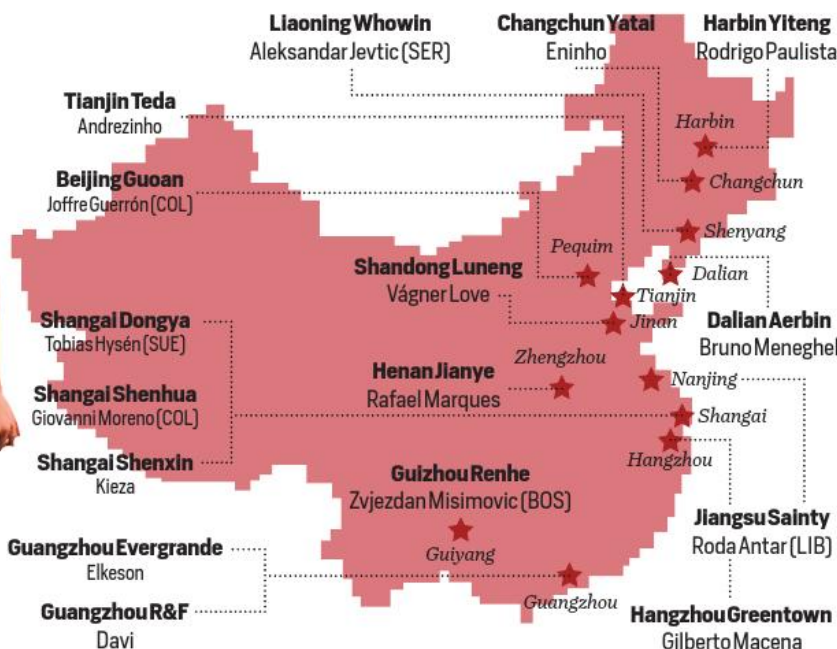 Liaoning Whowin
Aleksandar Jevtic (SER)
Changchun Yatai
Eninho
Harbin Yiteng
Rodrigo Paulista
Tianjin Teda
Andrezinho
Harbin
Beijing Guoan
Joffre Guerrón (COL)
Changchun
Pequim
Shenyang
Shandong Luneng
Vágner Love
Dalian
Tianjin
Jinan
Dalian Aerbin
Bruno Meneghel
Shangai Dongya
Tobias Hysén (SUE)
Zhengzhou
Henan Jianye
Rafael Marques
Nanjing
Shangai Shenhua
Giovanni Moreno (COL)
Shangai
Hangzhou
Shangai Shenxin
Kieza
Guizhou Renhe
Zvjezdan Misimovic (BOS)
Guiyang
Jiangsu Sainty
Roda Antar (LIB)
Guangzhou Evergrande
Elkeson
Guangzhou R&F
Davi
Guangzhou
Hangzhou Greentown
Gilberto Macena